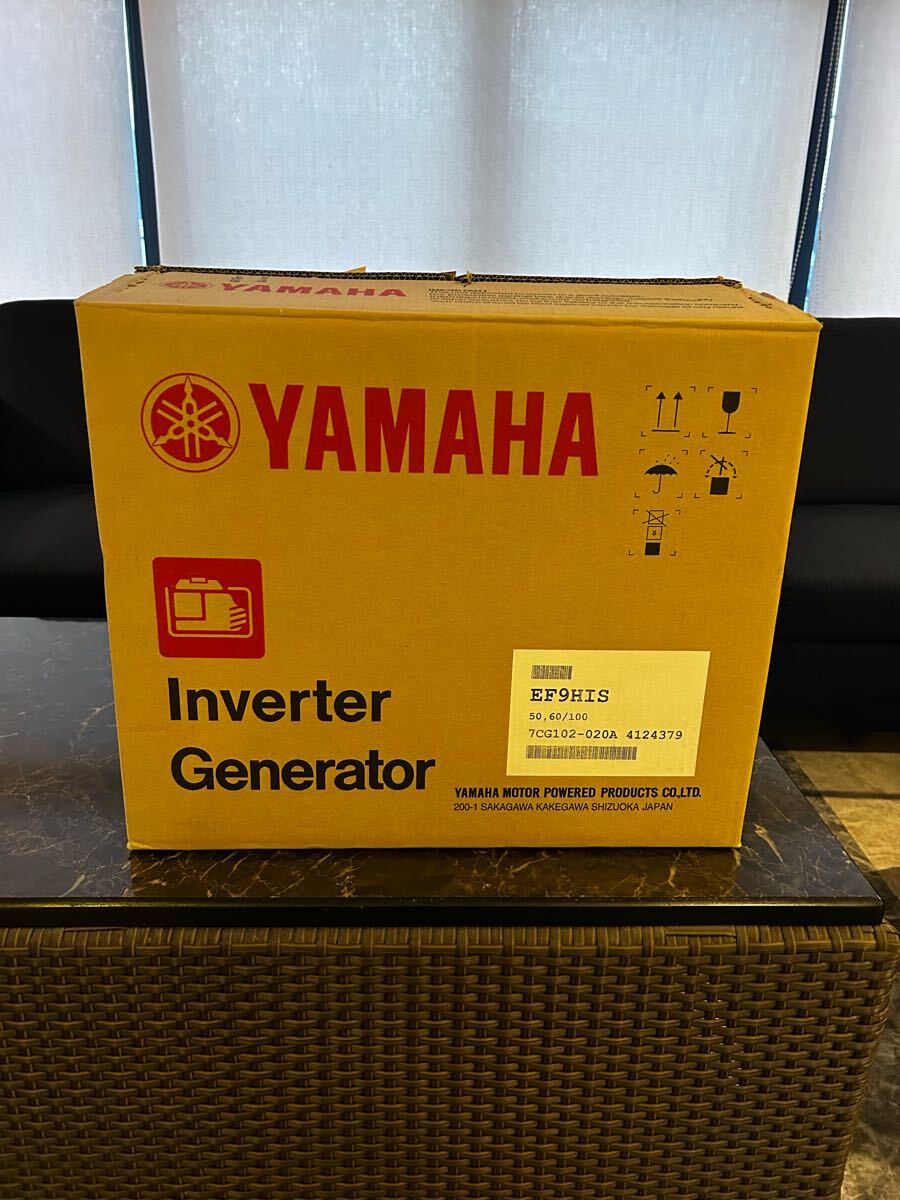 YAMAHA
YAMAHA
6
Inverter
Generator
EF9HIS
50,60/100
7CG102-020A 4124379
YAMAHA MOTOR POWERED PRODUCTS CO.,LTD.
200-1 SAKAGAWA KAKEGAWA SHIZUOKA JAPAN